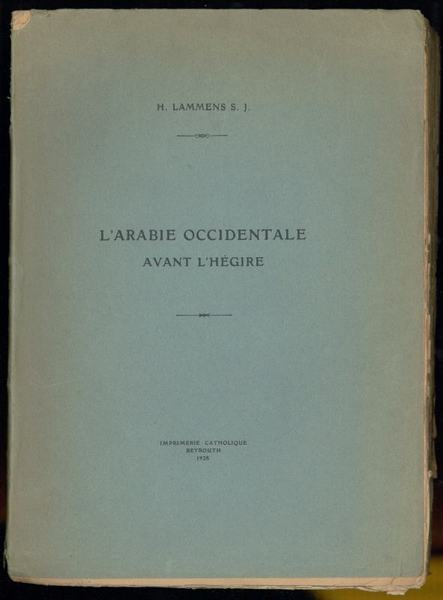 H. LAMMENS S. J.
L'ARABIE OCCIDENTALE
AVANT L'HÉGIRE
IMPRIMERIE CATHOLIQUE
BEYROUTH
1928